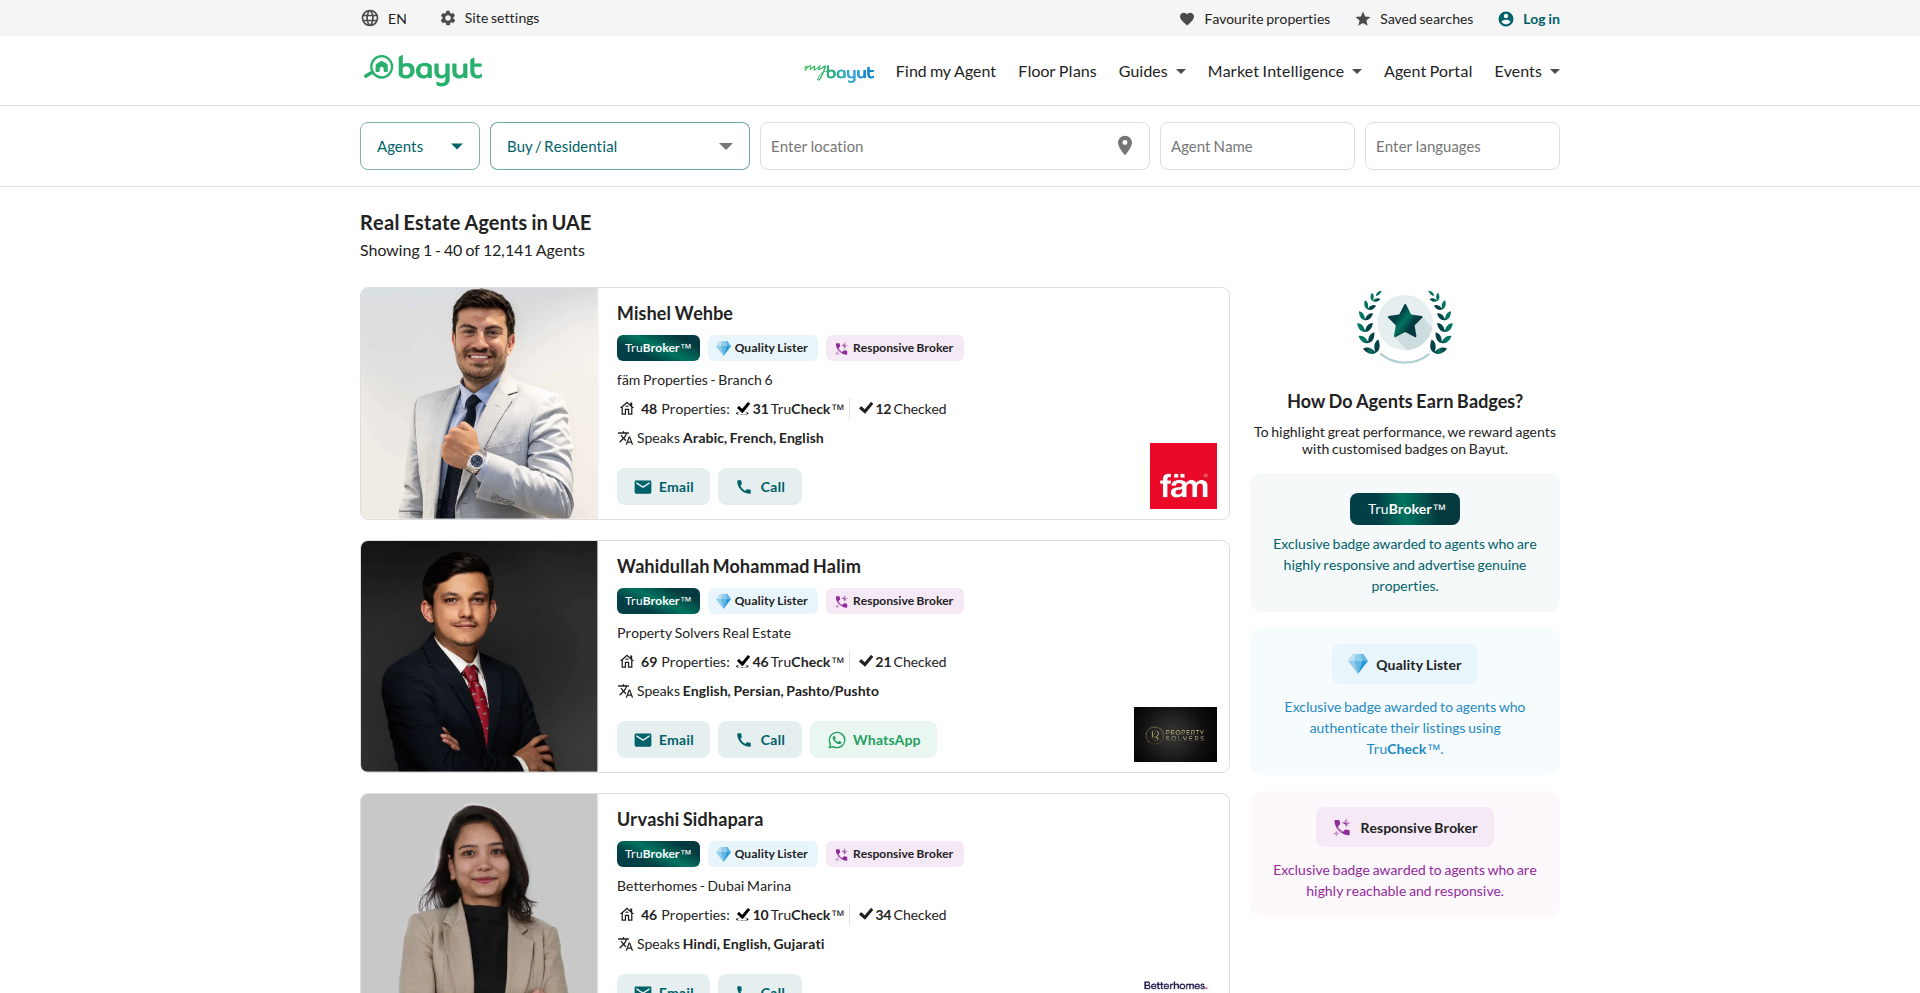 EN
Site settings
Favourite properties
Saved searches
Log in
bayut
my bayut
Find my Agent
Floor Plans
Guides
Market Intelligence
Agent Portal
Events
Agents
Buy / Residential
Enter location
Agent Name
Enter languages
Real Estate Agents in UAE
Showing 1 - 40 of 12,141 Agents
Mishel Wehbe
TruBroker™
Quality Lister
Responsive Broker
fäm Properties - Branch 6
48 Properties: 31 TruCheck™ 12 Checked
Speaks Arabic, French, English
Email
Call
fäm
Wahidullah Mohammad Halim
TruBroker™
Quality Lister
Responsive Broker
Property Solvers Real Estate
69 Properties: 46 TruCheck™ 21 Checked
Speaks English, Persian, Pashto/Pushto
Email
Call
WhatsApp
PROPERTY
SOLVERS
Urvashi Sidhapara
TruBroker™
Quality Lister
Responsive Broker
Betterhomes - Dubai Marina
46 Properties: 10 TruCheck™ 34 Checked
Speaks Hindi, English, Gujarati
Email
Call
Betterhomes.
How Do Agents Earn Badges?
To highlight great performance, we reward agents
with customised badges on Bayut.
TruBroker™
Exclusive badge awarded to agents who are
highly responsive and advertise genuine
properties.
Quality Lister
Exclusive badge awarded to agents who
authenticate their listings using
TruCheck™.
Responsive Broker
Exclusive badge awarded to agents who are
highly reachable and responsive.